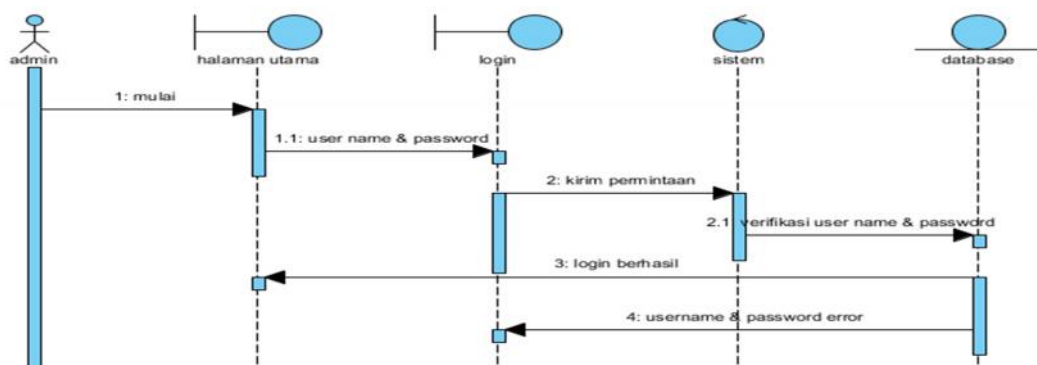 admin
halaman utama
login
sistem
database
1: mulai
1.1: user name & password
2: kirim permintaan
2.1 verifikasi user name & password
3: login berhasil
4: username & password error